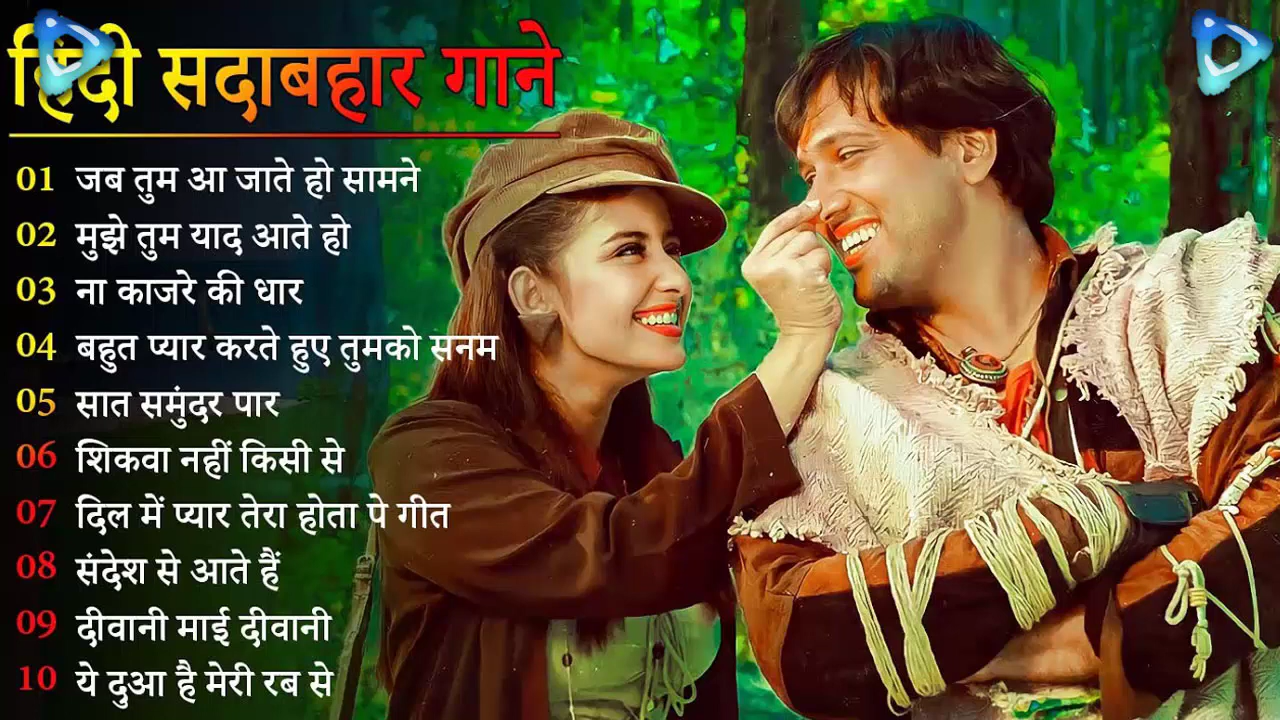 हिंदी सदाबहार गाने
01 जब तुम आ जाते हो सामने
02 मुझे तुम याद आते हो
03 ना काजरे की धार
04 बहुत प्यार करते हुए तुमको सनम
05 सात समुंदर पार
06 शिकवा नहीं किसी से
07 दिल में प्यार तेरा होता पे गीत
08 संदेश से आते हैं
09 दीवानी माई दीवानी
10 ये दुआ है मेरी रब से